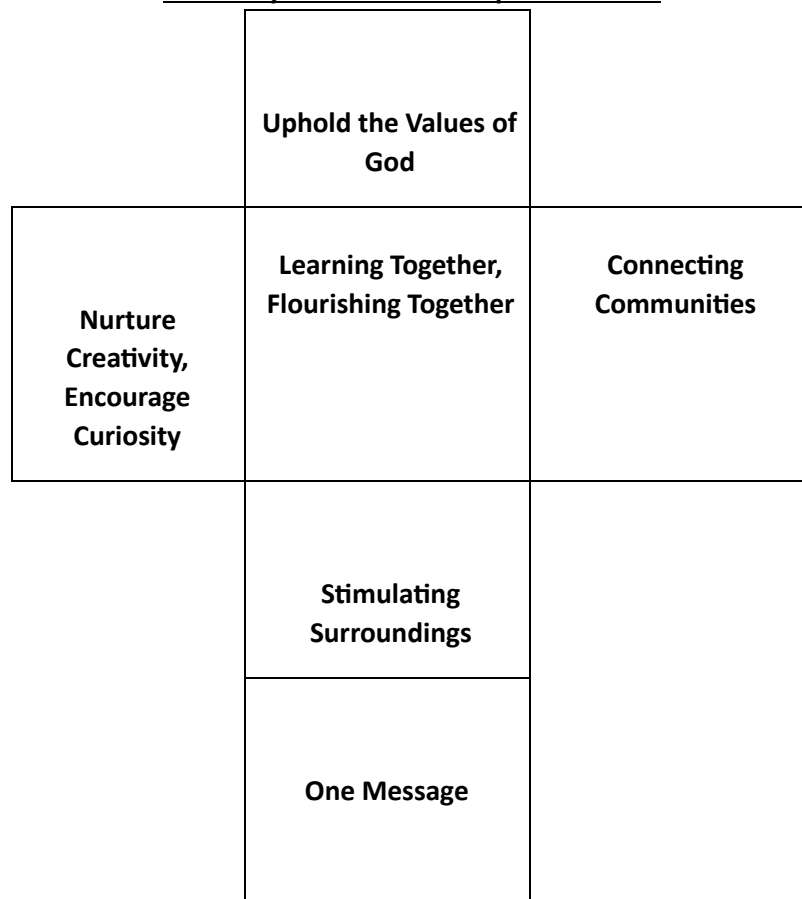 Uphold the Values of
God
Nurture
Creativity,
Encourage
Curiosity
Learning Together,
Flourishing Together
Connecting
Communities
Stimulating
Surroundings
One Message